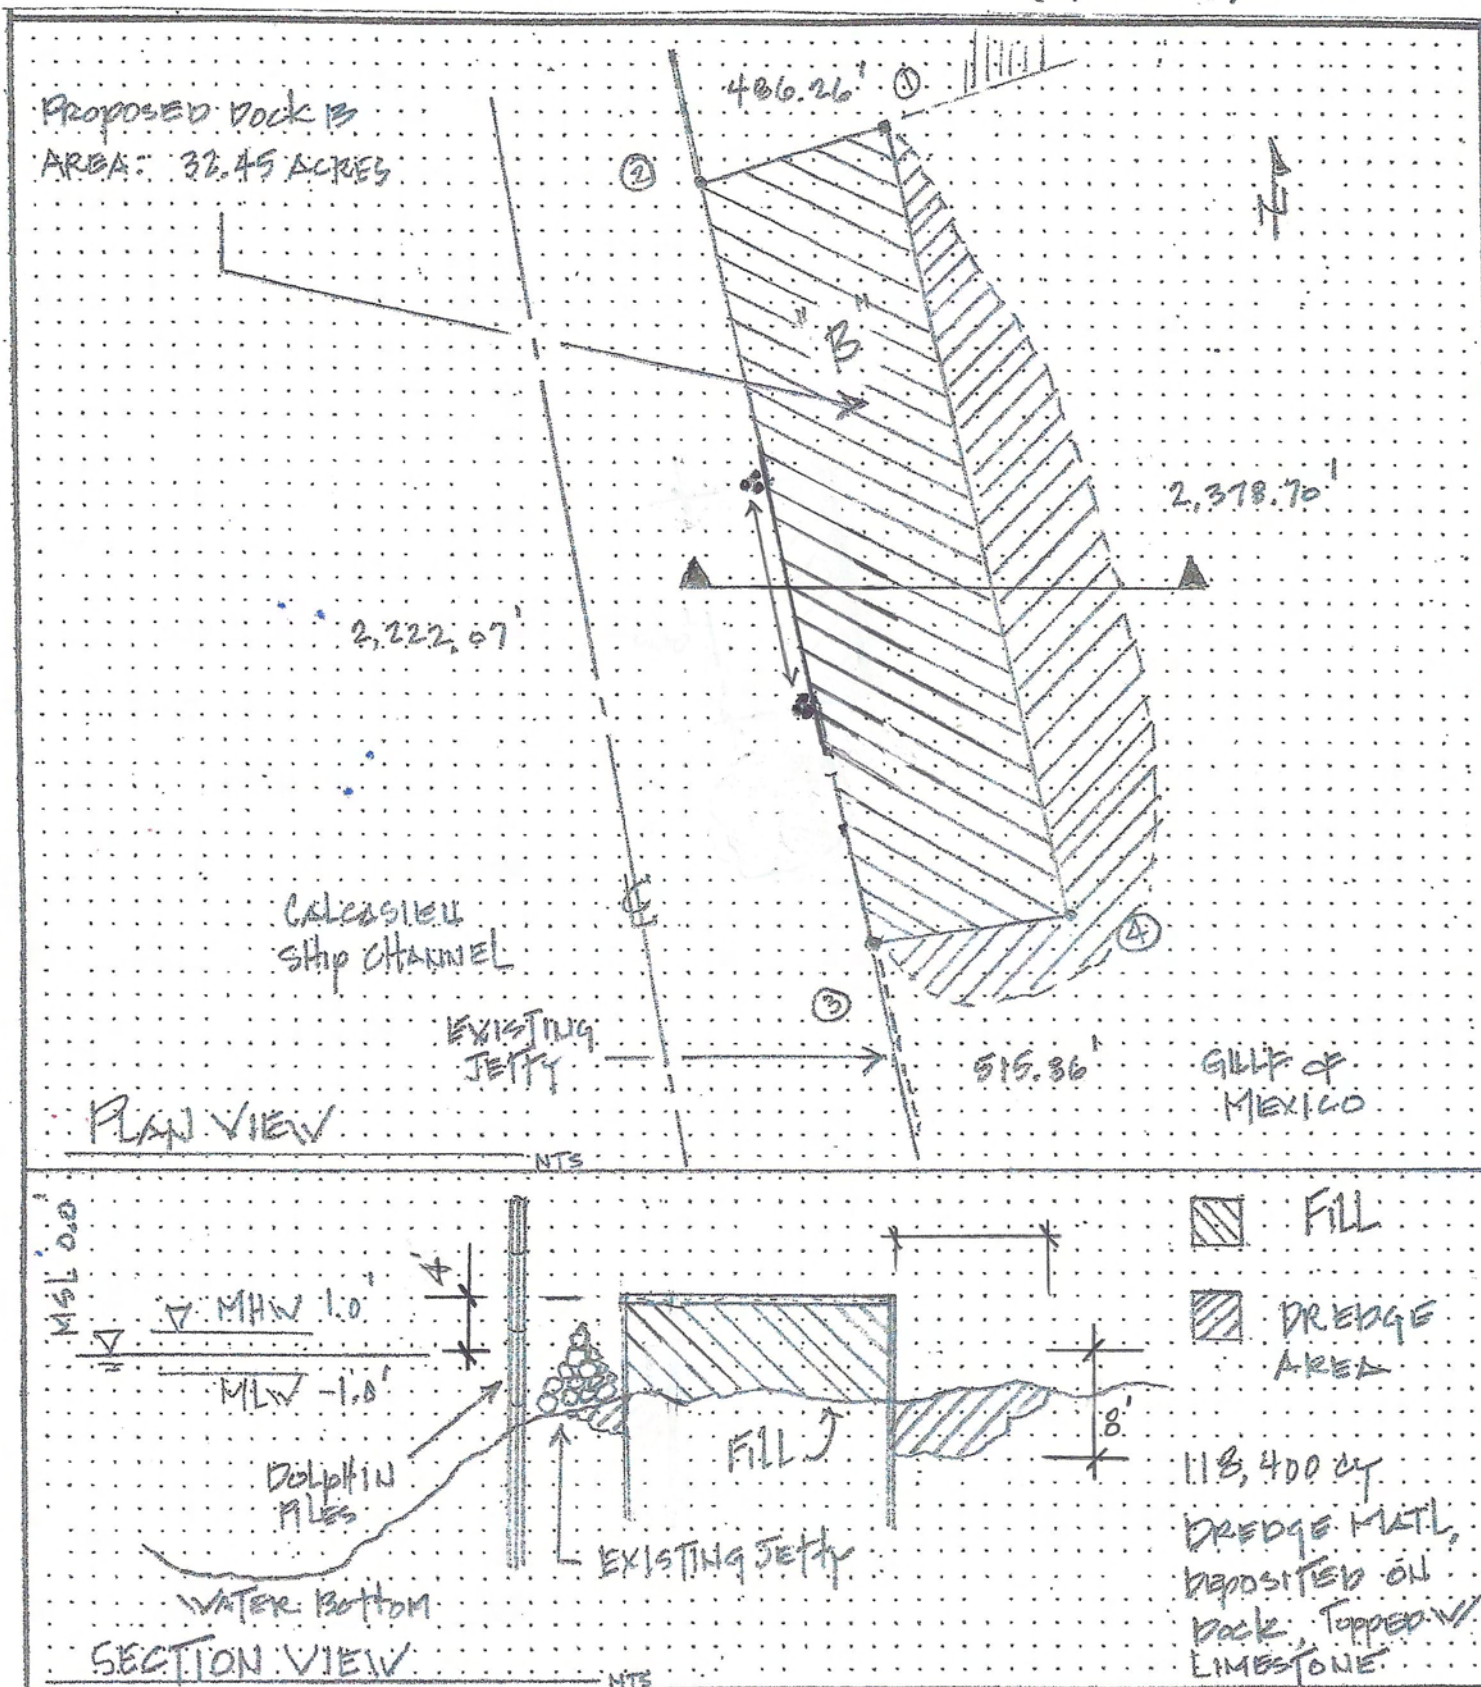 486.26'
①
PROPOSED DOCK B
AREA: 32.45 ACRES
②
N
"B"
2,378.70'
2,222.07'
CALCASIEU
SHIP CHANNEL
℄
④
③
EXISTING
JETTY
515.86'
GULF OF
MEXICO
PLAN VIEW
NTS
MSL 0.0'
4'
MHW 1.0'
MLW -1.0'
FILL
DREDGE
AREA
8'
FILL
DOLPHIN
PILES
EXISTING JETTY
WATER BOTTOM
118,400 CY
DREDGE MATL,
DEPOSITED ON
DOCK, TOPPED W/
LIMESTONE
SECTION VIEW
NTS